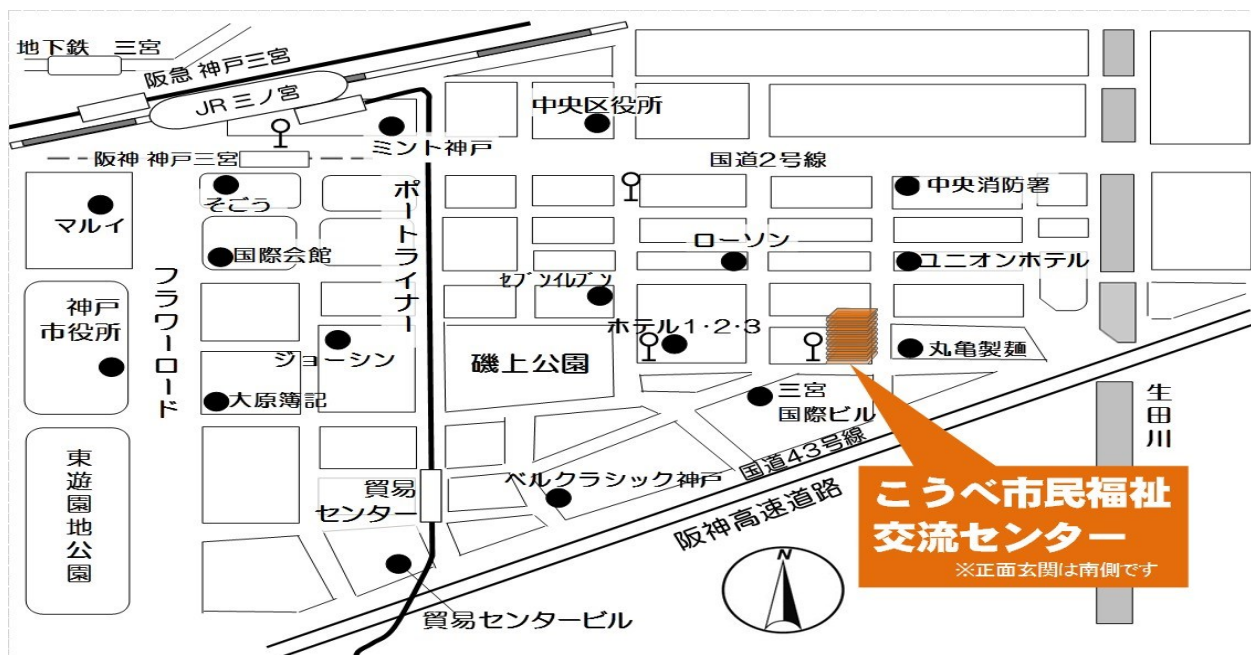 地下鉄 三宮
阪急 神戸三宮
JR 三ノ宮
中央区役所
ミント神戸
阪神 神戸三宮
国道2号線
マルイ
そごう
ポートライナー
中央消防署
国際会館
フラワーロード
ローソン
ユニオンホテル
セブンイレブン
神戸
市役所
ホテル1・2・3
ジョーシン
磯上公園
丸亀製麺
大原簿記
三宮
国際ビル
生田川
東遊園地公園
国道43号線
ベルクラシック神戸
貿易
センター
阪神高速道路
こうべ市民福祉
交流センター
※正面玄関は南側です
N
貿易センタービル